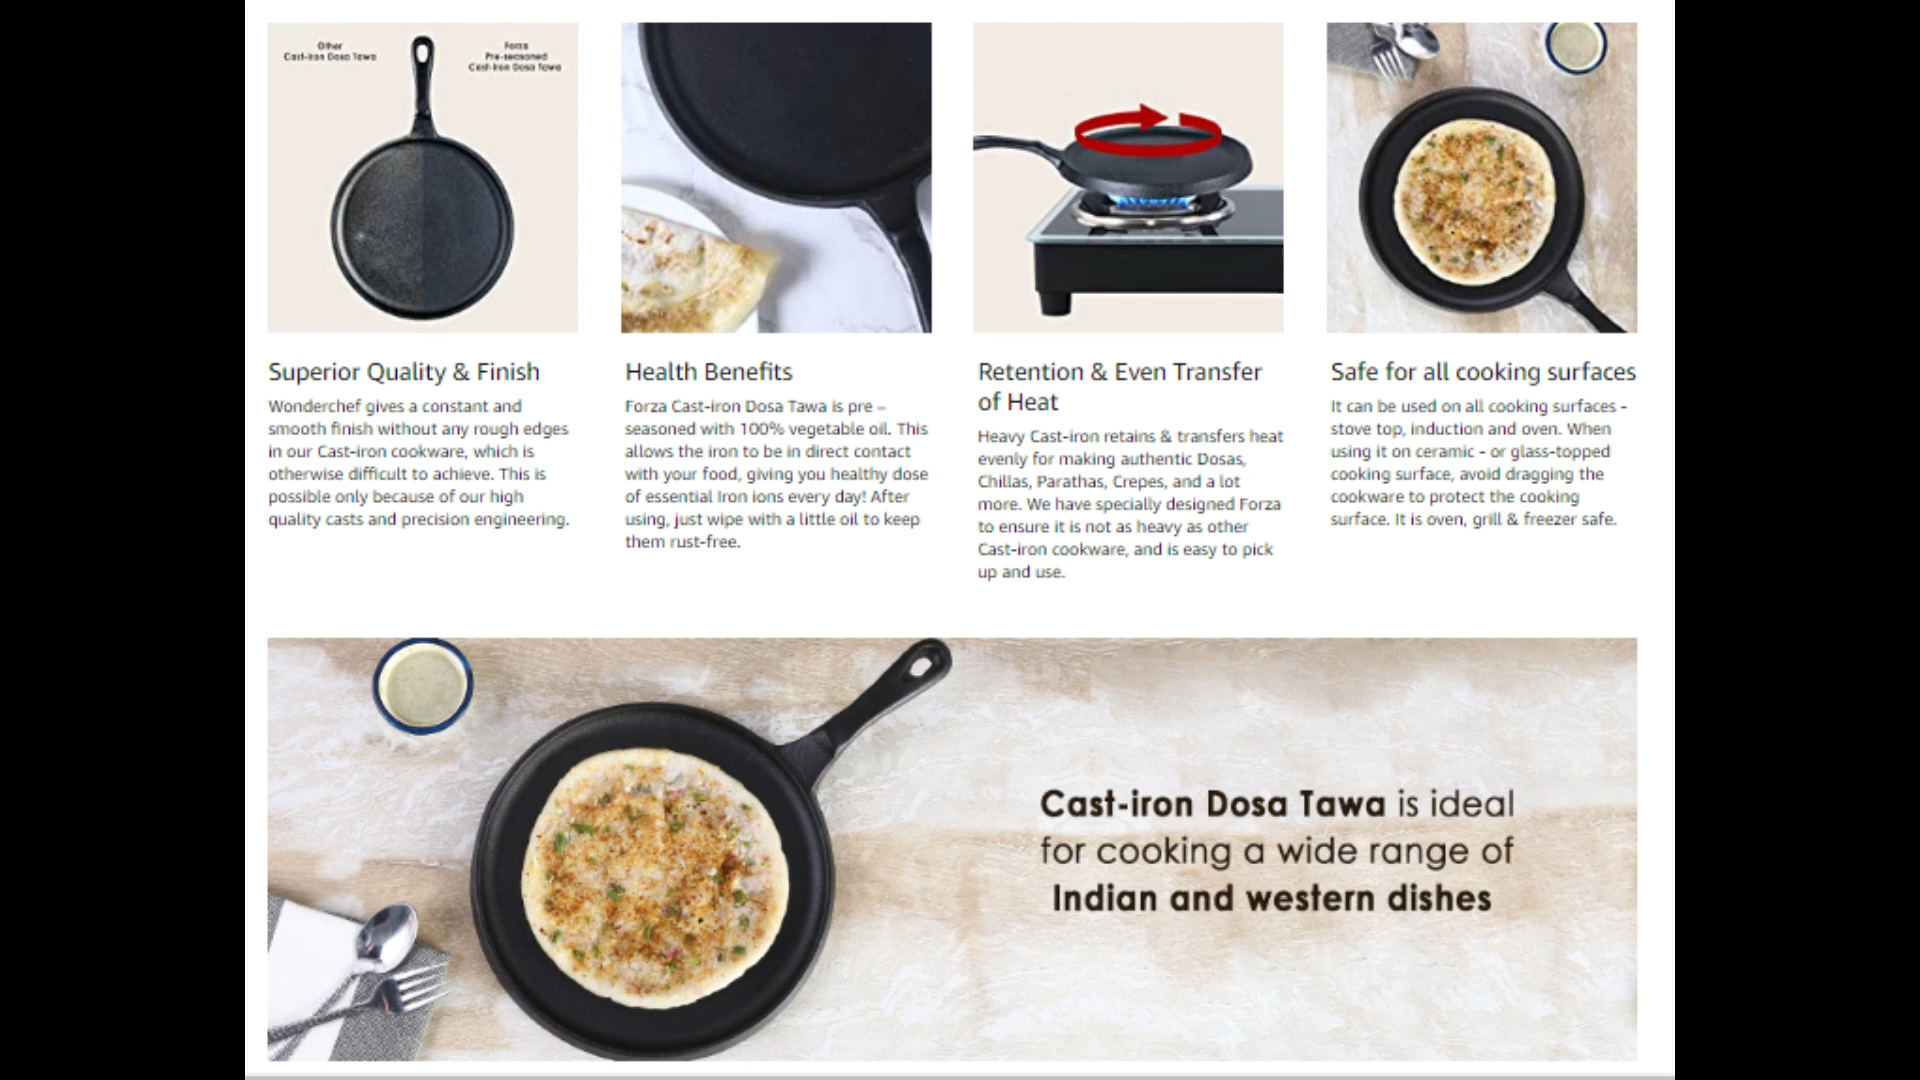 Other
Cast-iron Dosa Tawa
Forza
Pre-seasoned
Cast-iron Dosa Tawa
Superior Quality & Finish
Wonderchef gives a constant and
smooth finish without any rough edges
in our Cast-iron cookware, which is
otherwise difficult to achieve. This is
possible only because of our high
quality casts and precision engineering.
Health Benefits
Forza Cast-iron Dosa Tawa is pre –
seasoned with 100% vegetable oil. This
allows the iron to be in direct contact
with your food, giving you healthy dose
of essential Iron ions every day! After
using, just wipe with a little oil to keep
them rust-free.
Retention & Even Transfer
of Heat
Heavy Cast-iron retains & transfers heat
evenly for making authentic Dosas,
Chillas, Parathas, Crepes, and a lot
more. We have specially designed Forza
to ensure it is not as heavy as other
Cast-iron cookware, and is easy to pick
up and use.
Safe for all cooking surfaces
It can be used on all cooking surfaces -
stove top, induction and oven. When
using it on ceramic - or glass-topped
cooking surface, avoid dragging the
cookware to protect the cooking
surface. It is oven, grill & freezer safe.
Cast-iron Dosa Tawa is ideal
for cooking a wide range of
Indian and western dishes